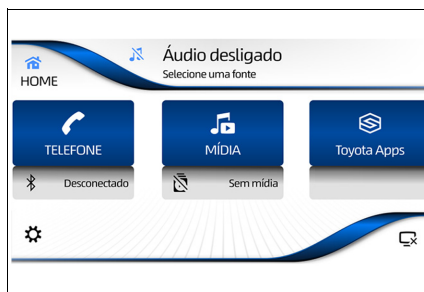 Áudio desligado
Selecione uma fonte
HOME
TELEFONE
MÍDIA
Toyota Apps
Desconectado
Sem mídia